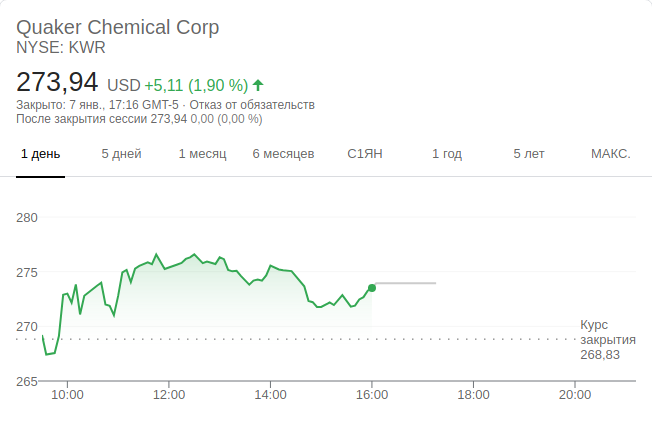 Quaker Chemical Corp
NYSE: KWR
273,94 USD +5,11 (1,90 %)
Закрыто: 7 янв., 17:16 GMT-5 · Отказ от обязательств
После закрытия сессии 273,94 0,00 (0,00 %)
1 день 5 дней 1 месяц 6 месяцев С1ЯН 1 год 5 лет МАКС.
280
275
270
Курс
закрытия
268,83
265
10:00 12:00 14:00 16:00 18:00 20:00